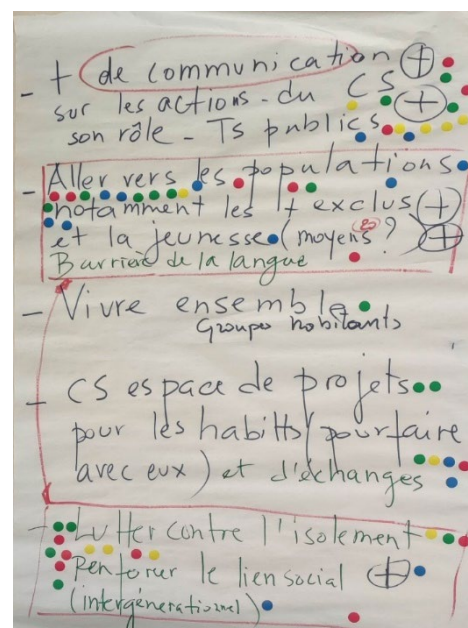 - + de communication +
sur les actions - du CS +
son rôle - Ts publics
- Aller vers les populations
notamment les + exclus +
et la jeunesse (moyens ?) +
Barrière de la langue
- Vivre ensemble
Groupe habitants
- CS espace de projets
pour les habitts (pour faire
avec eux) et d'échanges
- Lutter contre l'isolement
Renforcer le lien social +
(intergénérationnel)